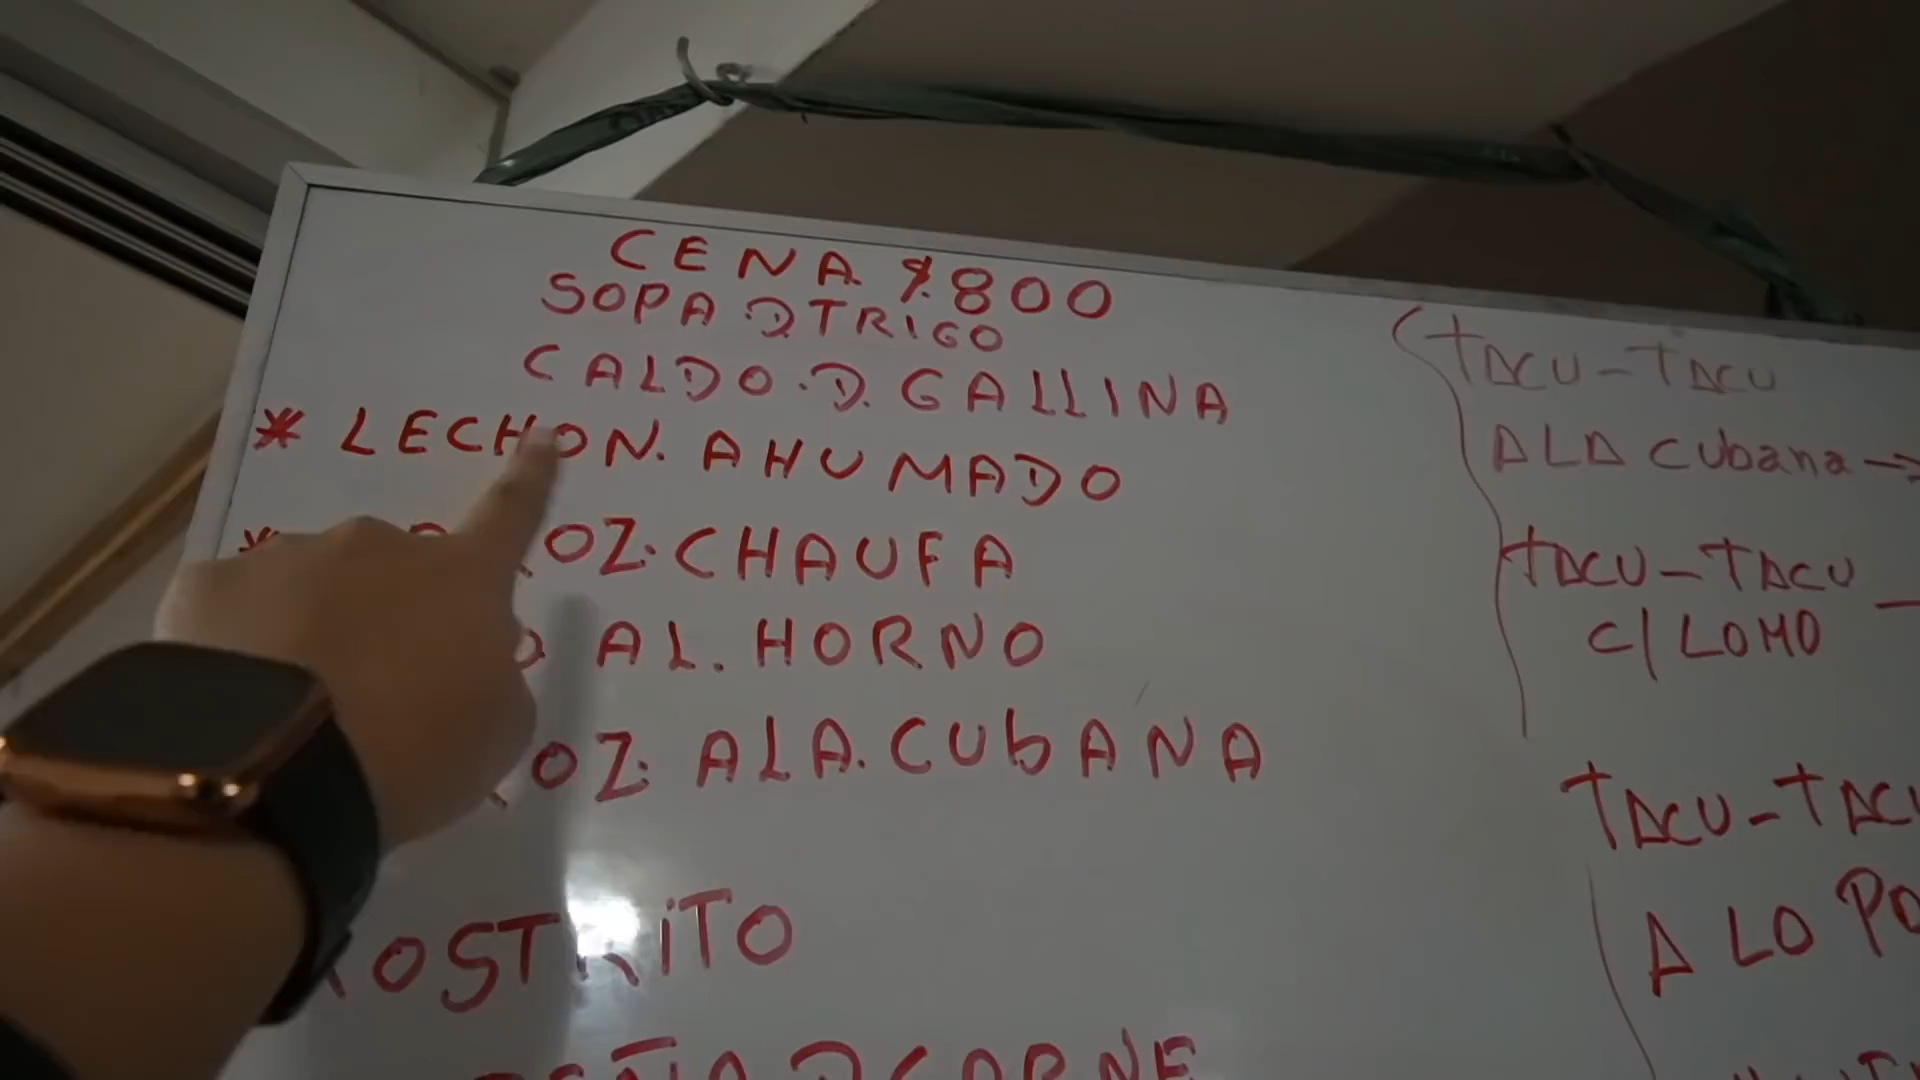 CENA $.800
SOPA.D.TRIGO
CALDO.D.GALLINA
* LECHON.AHUMADO
* CHAUFA
AL.HORNO
ALA.CUBANA
TACU-TACU
ALA Cubana →
TACU-TACU -
C/LOMO
TACU-TACU
A LO